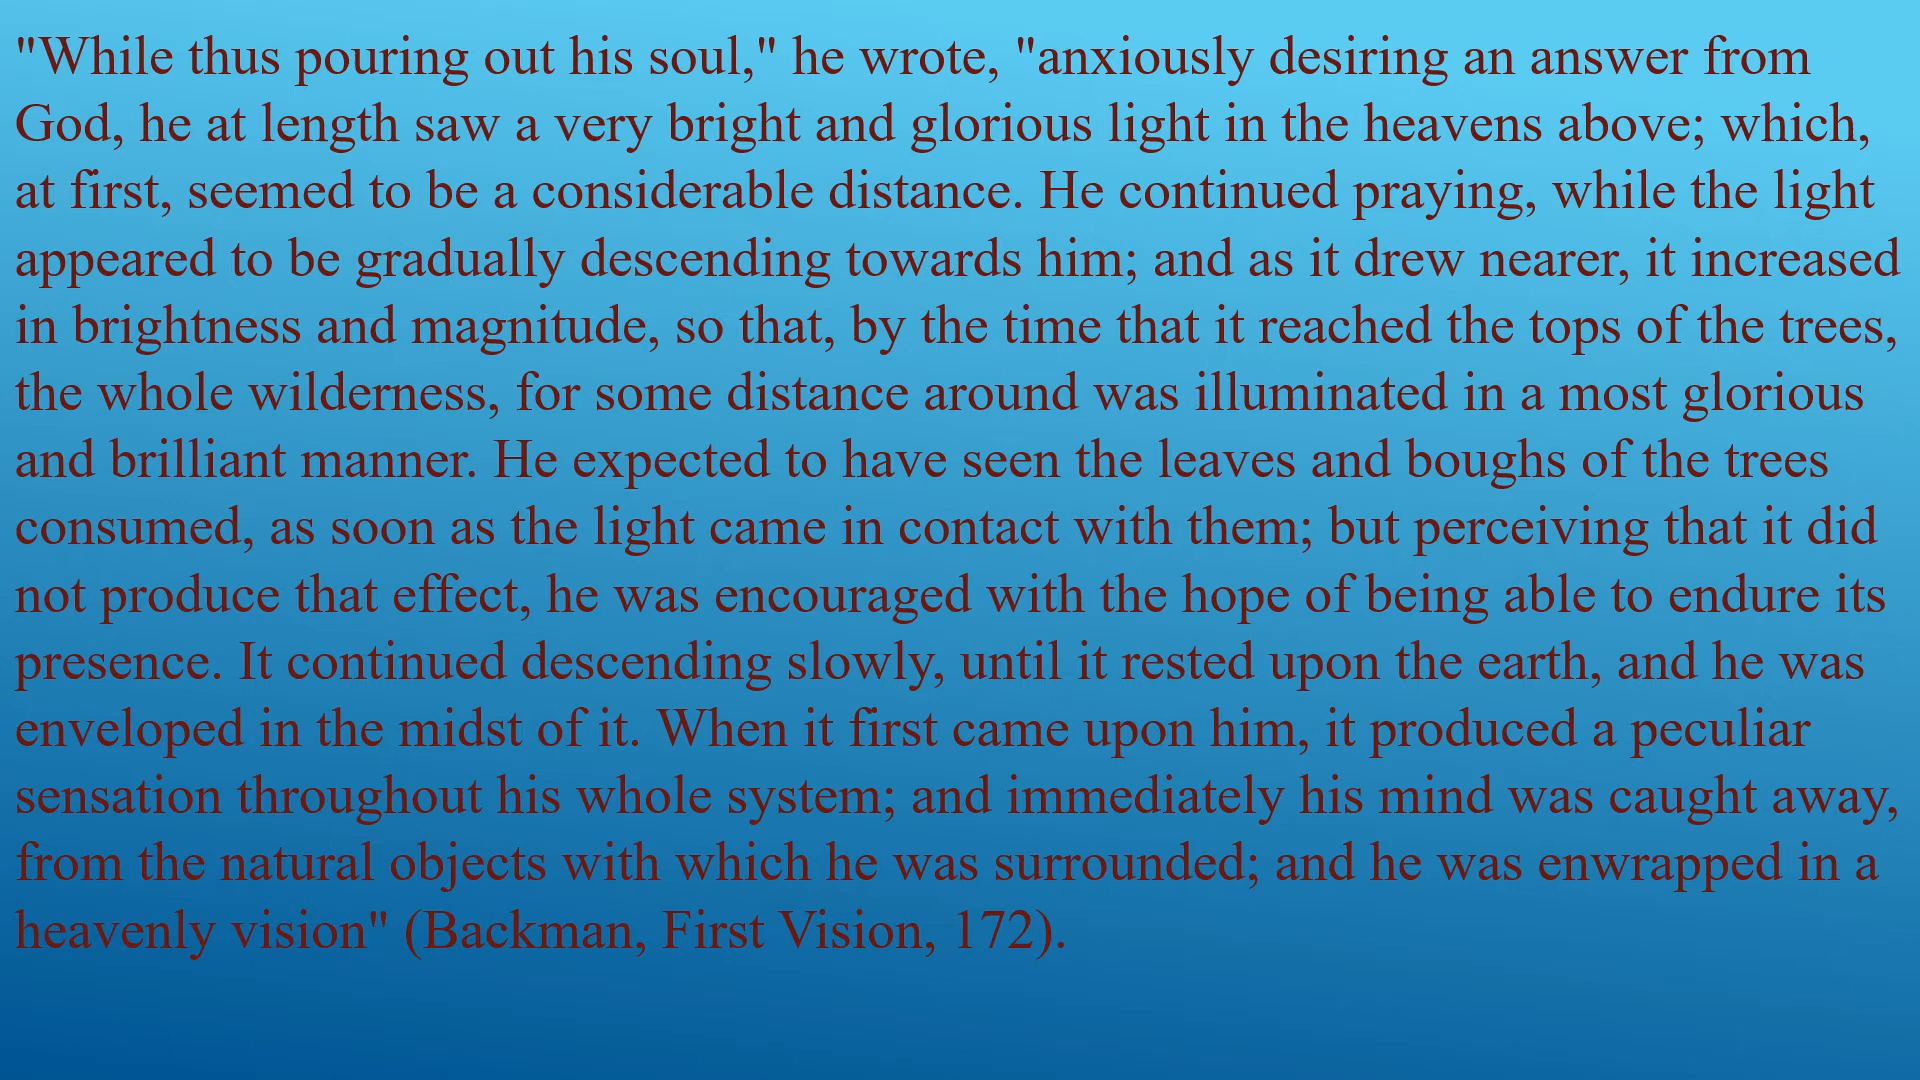 "While thus pouring out his soul," he wrote, "anxiously desiring an answer from
God, he at length saw a very bright and glorious light in the heavens above; which,
at first, seemed to be a considerable distance. He continued praying, while the light
appeared to be gradually descending towards him; and as it drew nearer, it increased
in brightness and magnitude, so that, by the time that it reached the tops of the trees,
the whole wilderness, for some distance around was illuminated in a most glorious
and brilliant manner. He expected to have seen the leaves and boughs of the trees
consumed, as soon as the light came in contact with them; but perceiving that it did
not produce that effect, he was encouraged with the hope of being able to endure its
presence. It continued descending slowly, until it rested upon the earth, and he was
enveloped in the midst of it. When it first came upon him, it produced a peculiar
sensation throughout his whole system; and immediately his mind was caught away,
from the natural objects with which he was surrounded; and he was enwrapped in a
heavenly vision" (Backman, First Vision, 172).